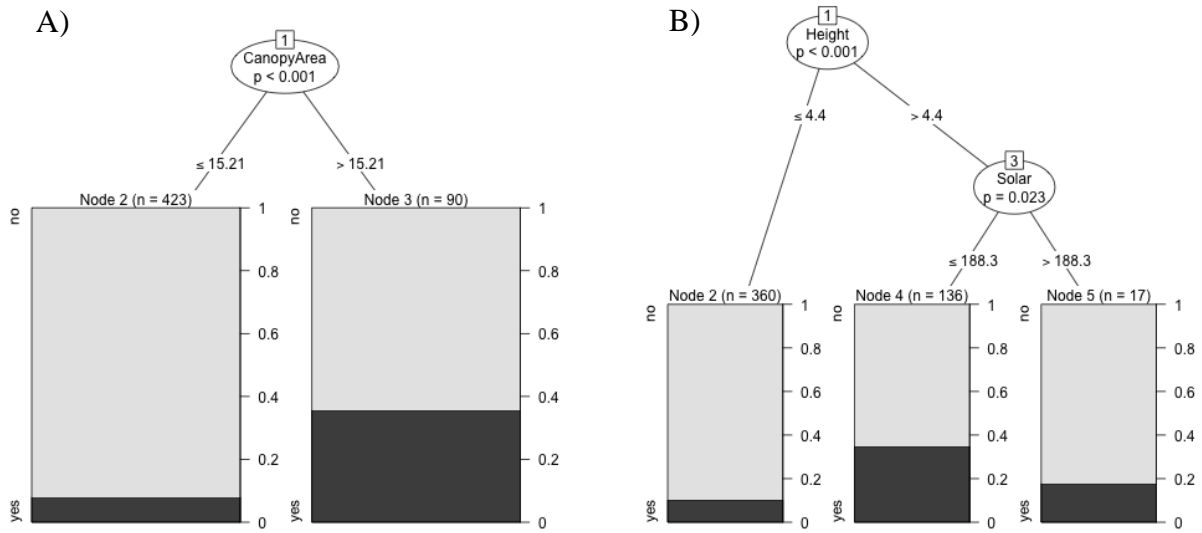 A)
1
CanopyArea
p < 0.001
≤ 15.21
> 15.21
Node 2 (n = 423)
no
yes
1
0.8
0.6
0.4
0.2
0
Node 3 (n = 90)
no
yes
1
0.8
0.6
0.4
0.2
0
B)
1
Height
p < 0.001
≤ 4.4
> 4.4
3
Solar
p = 0.023
≤ 188.3
> 188.3
Node 2 (n = 360)
no
yes
1
0.8
0.6
0.4
0.2
0
Node 4 (n = 136)
no
yes
1
0.8
0.6
0.4
0.2
0
Node 5 (n = 17)
no
yes
1
0.8
0.6
0.4
0.2
0